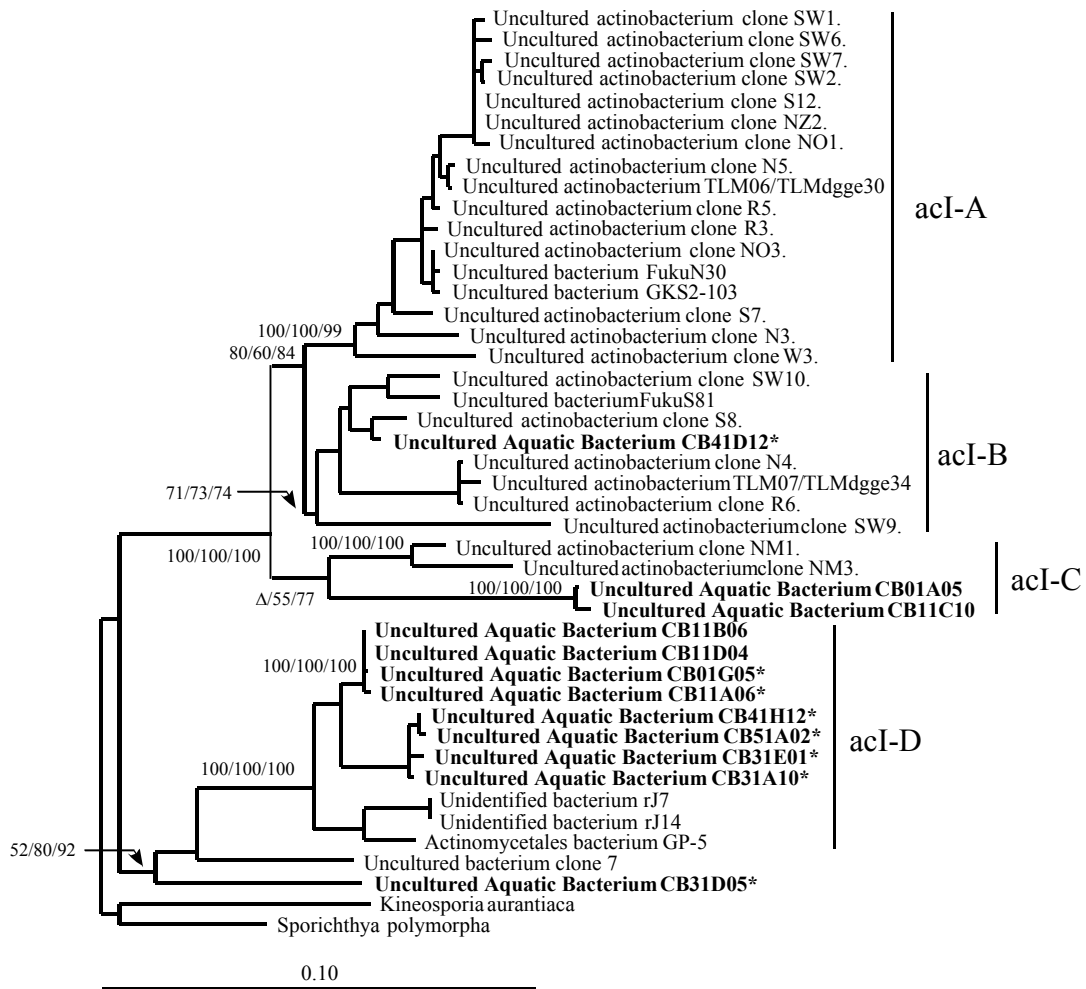 Uncultured actinobacterium clone SW1.
Uncultured actinobacterium clone SW6.
Uncultured actinobacterium clone SW7.
Uncultured actinobacterium clone SW2.
Uncultured actinobacterium clone S12.
Uncultured actinobacterium clone NZ2.
Uncultured actinobacterium clone NO1.
Uncultured actinobacterium clone N5.
Uncultured actinobacterium TLM06/TLMdgge30
Uncultured actinobacterium clone R5.
acI-A
Uncultured actinobacterium clone R3.
Uncultured actinobacterium clone NO3.
Uncultured bacterium FukuN30
Uncultured bacterium GKS2-103
Uncultured actinobacterium clone S7.
100/100/99
Uncultured actinobacterium clone N3.
80/60/84
Uncultured actinobacterium clone W3.
Uncultured actinobacterium clone SW10.
Uncultured bacteriumFukuS81
Uncultured actinobacterium clone S8.
Uncultured Aquatic Bacterium CB41D12*
acI-B
Uncultured actinobacterium clone N4.
Uncultured actinobacterium TLM07/TLMdgge34
71/73/74
Uncultured actinobacterium clone R6.
Uncultured actinobacteriumclone SW9.
100/100/100
100/100/100
Uncultured actinobacterium clone NM1.
Uncultured actinobacteriumclone NM3.
acI-C
100/100/100
Uncultured Aquatic Bacterium CB01A05
Δ/55/77
Uncultured Aquatic Bacterium CB11C10
Uncultured Aquatic Bacterium CB11B06
Uncultured Aquatic Bacterium CB11D04
100/100/100
Uncultured Aquatic Bacterium CB01G05*
Uncultured Aquatic Bacterium CB11A06*
Uncultured Aquatic Bacterium CB41H12*
Uncultured Aquatic Bacterium CB51A02*
acI-D
Uncultured Aquatic Bacterium CB31E01*
100/100/100
Uncultured Aquatic Bacterium CB31A10*
Unidentified bacterium rJ7
Unidentified bacterium rJ14
Actinomycetales bacterium GP-5
52/80/92
Uncultured bacterium clone 7
Uncultured Aquatic Bacterium CB31D05*
Kineosporia aurantiaca
Sporichthya polymorpha
0.10